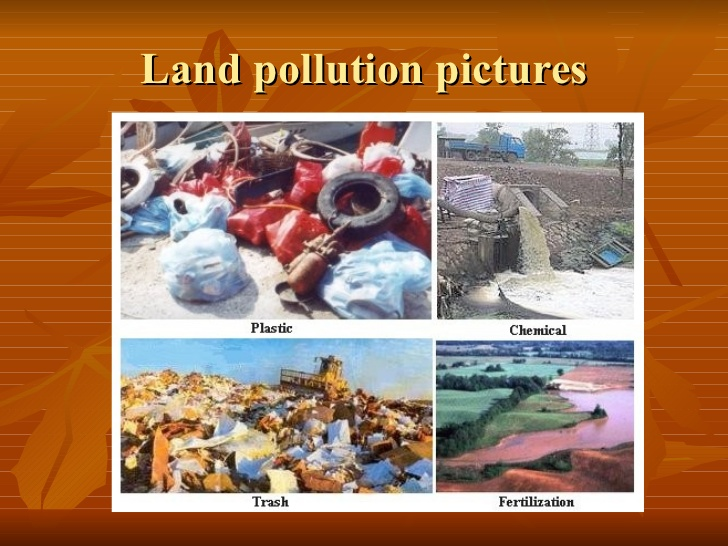 Land pollution pictures
Plastic
Chemical
Trash
Fertilization